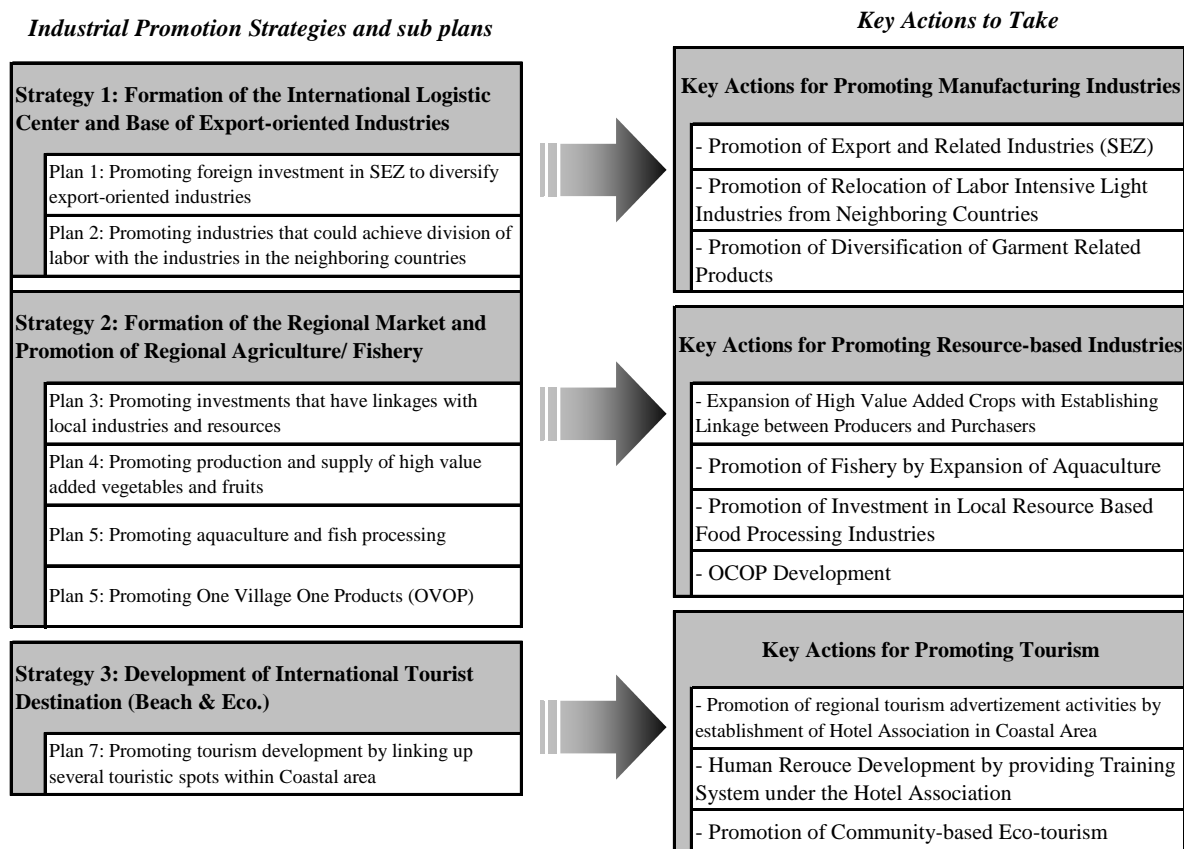 Industrial Promotion Strategies and sub plans
Strategy 1: Formation of the International Logistic
Center and Base of Export-oriented Industries
Plan 1: Promoting foreign investment in SEZ to diversify
export-oriented industries
Plan 2: Promoting industries that could achieve division of
labor with the industries in the neighboring countries
Strategy 2: Formation of the Regional Market and
Promotion of Regional Agriculture/ Fishery
Plan 3: Promoting investments that have linkages with
local industries and resources
Plan 4: Promoting production and supply of high value
added vegetables and fruits
Plan 5: Promoting aquaculture and fish processing
Plan 5: Promoting One Village One Products (OVOP)
Strategy 3: Development of International Tourist
Destination (Beach & Eco.)
Plan 7: Promoting tourism development by linking up
several touristic spots within Coastal area
Key Actions to Take
Key Actions for Promoting Manufacturing Industries
- Promotion of Export and Related Industries (SEZ)
- Promotion of Relocation of Labor Intensive Light
Industries from Neighboring Countries
- Promotion of Diversification of Garment Related
Products
Key Actions for Promoting Resource-based Industries
- Expansion of High Value Added Crops with Establishing
Linkage between Producers and Purchasers
- Promotion of Fishery by Expansion of Aquaculture
- Promotion of Investment in Local Resource Based
Food Processing Industries
- OCOP Development
Key Actions for Promoting Tourism
- Promotion of regional tourism advertizement activities by
establishment of Hotel Association in Coastal Area
- Human Rerouce Development by providing Training
System under the Hotel Association
- Promotion of Community-based Eco-tourism